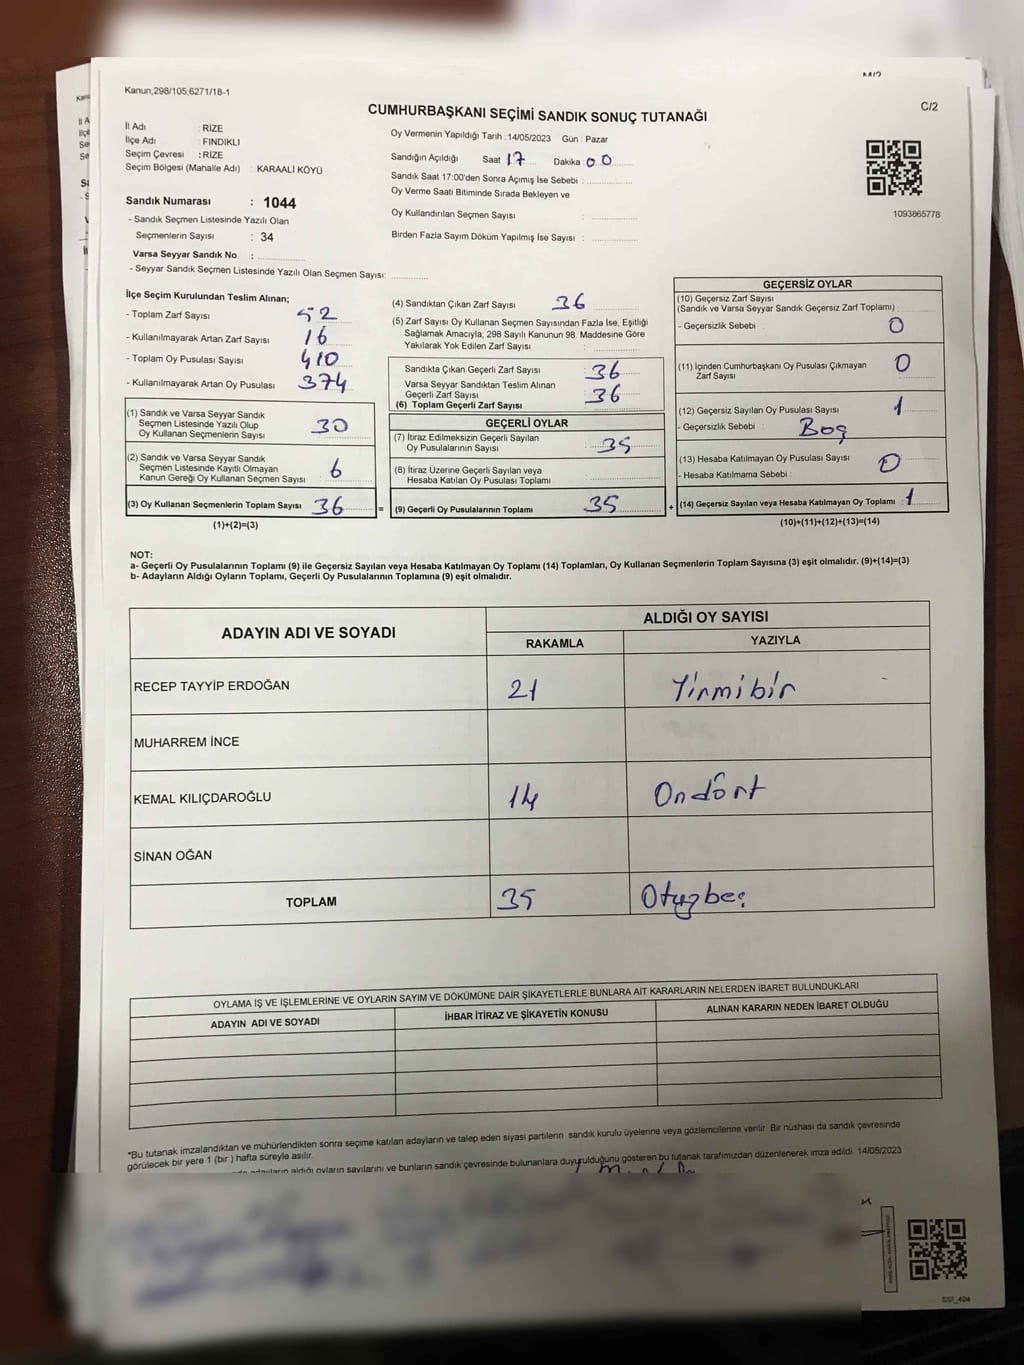 Kanun;298/105;6271/18-1
CUMHURBAŞKANI SEÇİMİ SANDIK SONUÇ TUTANAĞI
C/2
İl Adı : RİZE
İlçe Adı : FINDIKLI
Seçim Çevresi : RİZE
Seçim Bölgesi (Mahalle Adı) : KARAALİ KÖYÜ
Oy Vermenin Yapıldığı Tarih : 14/05/2023 Gün : Pazar
Sandığın Açıldığı Saat 17 Dakika : 00
Sandık Saat 17:00'den Sonra Açımış İse Sebebi :
Oy Verme Saati Bitiminde Sırada Bekleyen ve
Oy Kullandırılan Seçmen Sayısı :
Birden Fazla Sayım Döküm Yapılmış İse Sayısı :
1093865778
Sandık Numarası : 1044
- Sandık Seçmen Listesinde Yazılı Olan
Seçmenlerin Sayısı : 34
Varsa Seyyar Sandık No :
- Seyyar Sandık Seçmen Listesinde Yazılı Olan Seçmen Sayısı:
İlçe Seçim Kurulundan Teslim Alınan;
- Toplam Zarf Sayısı 52
- Kullanılmayarak Artan Zarf Sayısı 16
- Toplam Oy Pusulası Sayısı 410
- Kullanılmayarak Artan Oy Pusulası 374
(1) Sandık ve Varsa Seyyar Sandık
Seçmen Listesinde Yazılı Olup
Oy Kullanan Seçmenlerin Sayısı 30
(2) Sandık ve Varsa Seyyar Sandık
Seçmen Listesinde Kayıtlı Olmayan
Kanun Gereği Oy Kullanan Seçmen Sayısı 6
(3) Oy Kullanan Seçmenlerin Toplam Sayısı 36 =
(1)+(2)=(3)
(4) Sandıktan Çıkan Zarf Sayısı 36
(5) Zarf Sayısı Oy Kullanan Seçmen Sayısından Fazla İse, Eşitliği
Sağlamak Amacıyla, 298 Sayılı Kanunun 98. Maddesine Göre
Yakılarak Yok Edilen Zarf Sayısı :
Sandıkta Çıkan Geçerli Zarf Sayısı : 36
Varsa Seyyar Sandıktan Teslim Alınan
Geçerli Zarf Sayısı : 36
(6) Toplam Geçerli Zarf Sayısı :
GEÇERLİ OYLAR
(7) İtiraz Edilmeksizin Geçerli Sayılan
Oy Pusulalarının Sayısı : 35
(8) İtiraz Üzerine Geçerli Sayılan veya
Hesaba Katılan Oy Pusulası Toplamı :
(9) Geçerli Oy Pusulalarının Toplamı 35 +
GEÇERSİZ OYLAR
(10) Geçersiz Zarf Sayısı
(Sandık ve Varsa Seyyar Sandık Geçersiz Zarf Toplamı) :
- Geçersizlik Sebebi : 0
(11) İçinden Cumhurbaşkanı Oy Pusulası Çıkmayan
Zarf Sayısı 0
(12) Geçersiz Sayılan Oy Pusulası Sayısı 1
- Geçersizlik Sebebi : Boş
(13) Hesaba Katılmayan Oy Pusulası Sayısı 0
- Hesaba Katılmama Sebebi :
(14) Geçersiz Sayılan veya Hesaba Katılmayan Oy Toplamı : 1
(10)+(11)+(12)+(13)=(14)
NOT:
a- Geçerli Oy Pusulalarının Toplamı (9) ile Geçersiz Sayılan veya Hesaba Katılmayan Oy Toplamı (14) Toplamları, Oy Kullanan Seçmenlerin Toplam Sayısına (3) eşit olmalıdır. (9)+(14)=(3)
b- Adayların Aldığı Oyların Toplamı, Geçerli Oy Pusulalarının Toplamına (9) eşit olmalıdır.
ADAYIN ADI VE SOYADI
ALDIĞI OY SAYISI
RAKAMLA YAZIYLA
RECEP TAYYİP ERDOĞAN 21 Yirmibir
MUHARREM İNCE
KEMAL KILIÇDAROĞLU 14 Ondört
SİNAN OĞAN
TOPLAM 35 Otuzbeş
OYLAMA İŞ VE İŞLEMLERİNE VE OYLARIN SAYIM VE DÖKÜMÜNE DAİR ŞİKAYETLERLE BUNLARA AİT KARARLARIN NELERDEN İBARET BULUNDUKLARI
ADAYIN ADI VE SOYADI İHBAR İTİRAZ VE ŞİKAYETİN KONUSU ALINAN KARARIN NEDEN İBARET OLDUĞU
*Bu tutanak imzalandıktan ve mühürlendikten sonra seçime katılan adayların ve talep eden siyasi partilerin sandık kurulu üyelerine veya gözlemcilerine verilir. Bir nüshası da sandık çevresinde
görülecek bir yere 1 (bir ) hafta süreyle asılır.
adayların aldığı oyların sayılarını ve bunların sandık çevresinde bulunanlara duyurulduğunu gösteren bu tutanak tarafımızdan düzenlenerek imza edildi. 14/05/2023